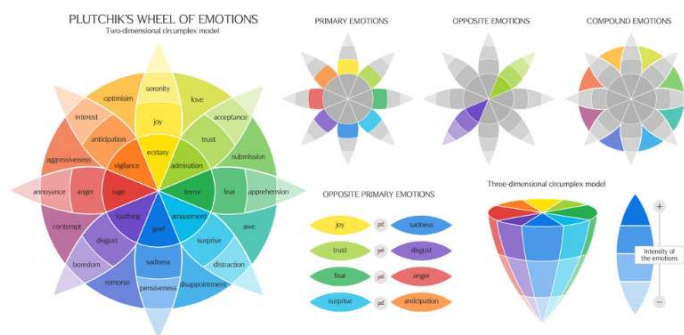 PLUTCHIK'S WHEEL OF EMOTIONS
Two-dimensional circumplex model
serenity
optimisim
love
interest
joy
acceptance
anticipation
trust
aggressiveness
ecstasy
submission
vigilance
admiration
annoyance
anger
rage
terror
fear
apprehension
loathing
amazement
contempt
grief
awe
disgust
surprise
boredom
sadness
distraction
remorse
pensiveness
disappointment
PRIMARY EMOTIONS
OPPOSITE EMOTIONS
COMPOUND EMOTIONS
OPPOSITE PRIMARY EMOTIONS
joy ≠ sadness
trust ≠ disgust
fear ≠ anger
surprise ≠ anticipation
Three-dimensional circumplex model
+
Intensity of
the emotions
−